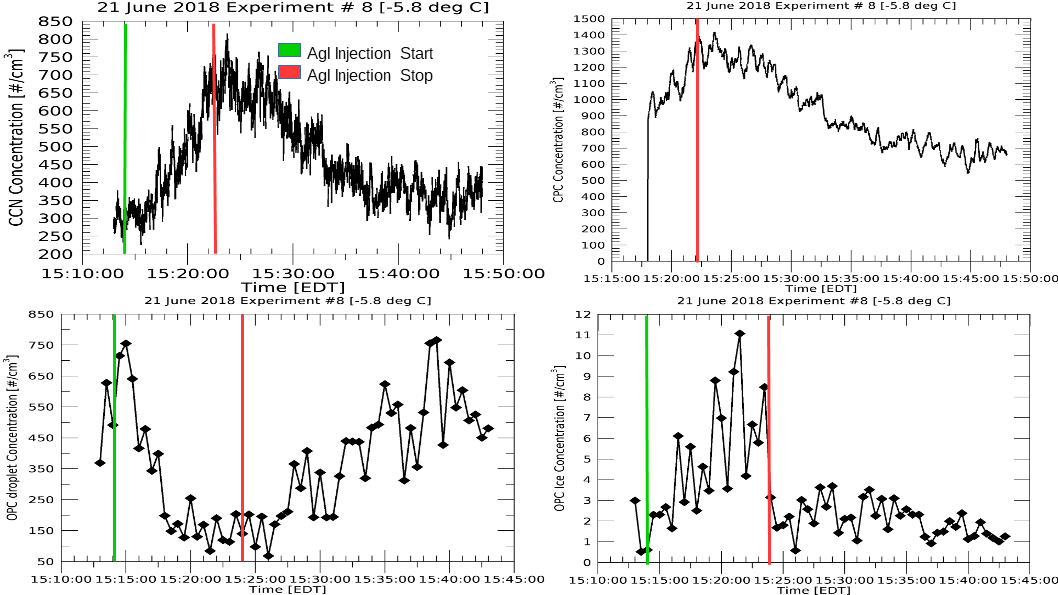 21 June 2018 Experiment # 8 [-5.8 deg C]
850
800
750
700
650
600
550
500
450
400
350
300
250
200
CCN Concentration [#/cm3]
AgI Injection Start
AgI Injection Stop
15:10:00 15:20:00 15:30:00 15:40:00 15:50:00
Time [EDT]
21 June 2018 Experiment # 8 [-5.8 deg C]
1500
1400
1300
1200
1100
1000
900
800
700
600
500
400
300
200
100
0
CPC Concentration [#/cm3]
15:15:00 15:20:00 15:25:00 15:30:00 15:35:00 15:40:00 15:45:00 15:50:00
Time [EDT]
21 June 2018 Experiment #8 [-5.8 deg C]
850
750
650
550
450
350
250
150
50
OPC droplet Concentration [#/cm3]
15:10:00 15:15:00 15:20:00 15:25:00 15:30:00 15:35:00 15:40:00 15:45:00
Time [EDT]
21 June 2018 Experiment #8 [-5.8 deg C]
12
11
10
9
8
7
6
5
4
3
2
1
0
OPC Ice Concentration [#/cm3]
15:10:00 15:15:00 15:20:00 15:25:00 15:30:00 15:35:00 15:40:00 15:45:00
Time [EDT]